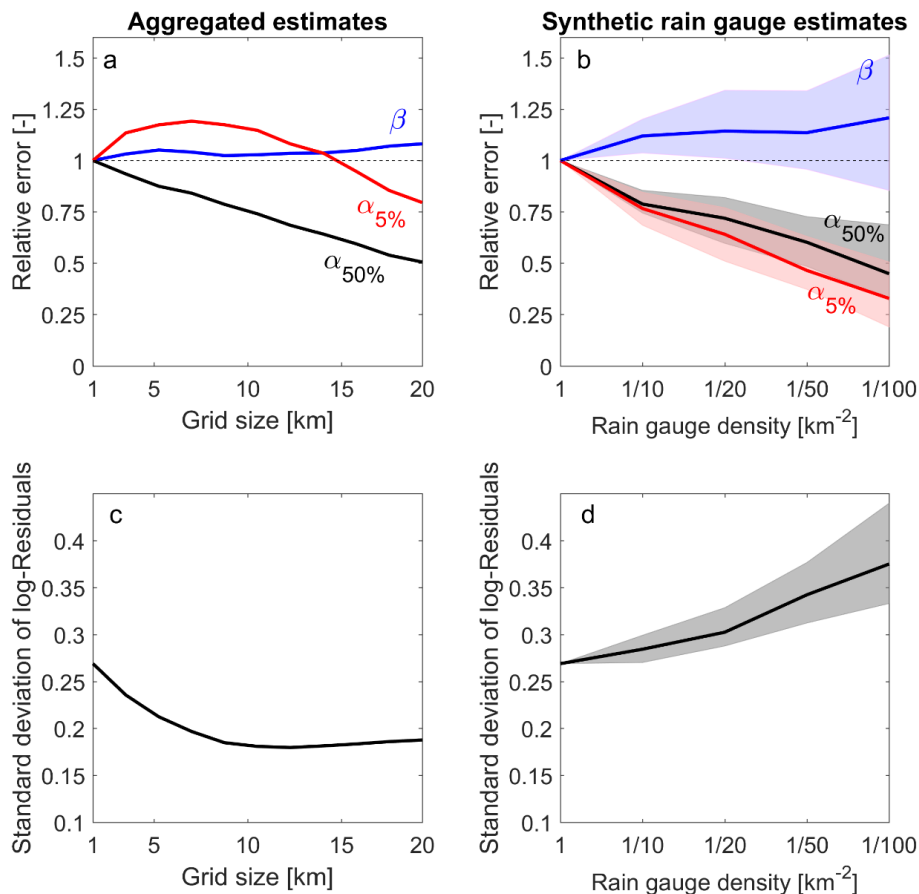 Aggregated estimates
Synthetic rain gauge estimates
a
Relative error [-]
1.5
1.25
1
0.75
0.5
0.25
0
β
α5%
α50%
1 5 10 15 20
Grid size [km]
b
Relative error [-]
1.5
1.25
1
0.75
0.5
0.25
0
β
α50%
α5%
1 1/10 1/20 1/50 1/100
Rain gauge density [km-2]
c
Standard deviation of log-Residuals
0.4
0.35
0.3
0.25
0.2
0.15
0.1
1 5 10 15 20
Grid size [km]
d
Standard deviation of log-Residuals
0.4
0.35
0.3
0.25
0.2
0.15
0.1
1 1/10 1/20 1/50 1/100
Rain gauge density [km-2]